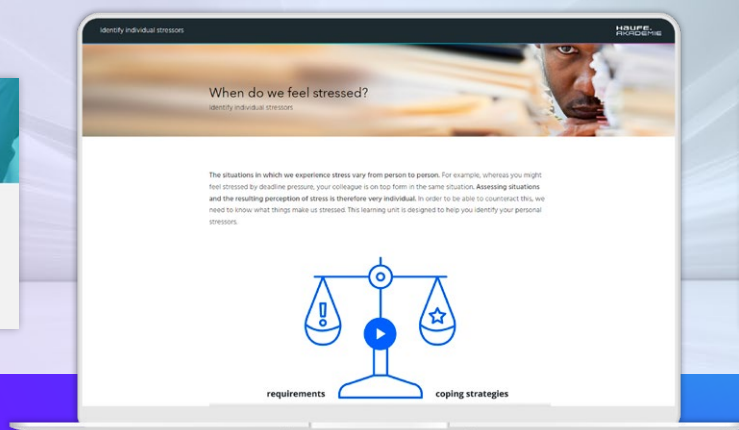 Identify individual stressors
HAUFE.
AKADEMIE
When do we feel stressed?
Identify individual stressors
The situations in which we experience stress vary from person to person. For example, whereas you might
feel stressed by deadline pressure, your colleague is on top form in the same situation. Assessing situations
and the resulting perception of stress is therefore very individual. In order to be able to counteract this, we
need to know what things make us stressed. This learning unit is designed to help you identify your personal
stressors.
!
requirements
coping strategies